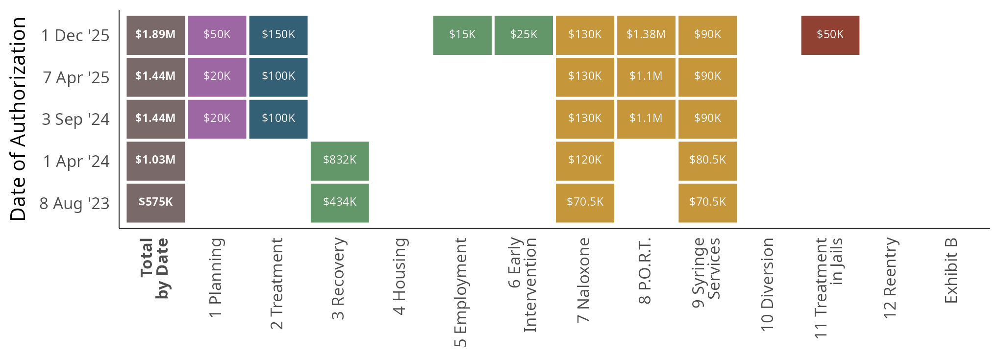 Date of Authorization
1 Dec '25 $1.89M $50K $150K $15K $25K $130K $1.38M $90K $50K
7 Apr '25 $1.44M $20K $100K $130K $1.1M $90K
3 Sep '24 $1.44M $20K $100K $130K $1.1M $90K
1 Apr '24 $1.03M $832K $120K $80.5K
8 Aug '23 $575K $434K $70.5K $70.5K
Total
by Date
1 Planning
2 Treatment
3 Recovery
4 Housing
5 Employment
6 Early
Intervention
7 Naloxone
8 P.O.R.T.
9 Syringe
Services
10 Diversion
11 Treatment
in Jails
12 Reentry
Exhibit B